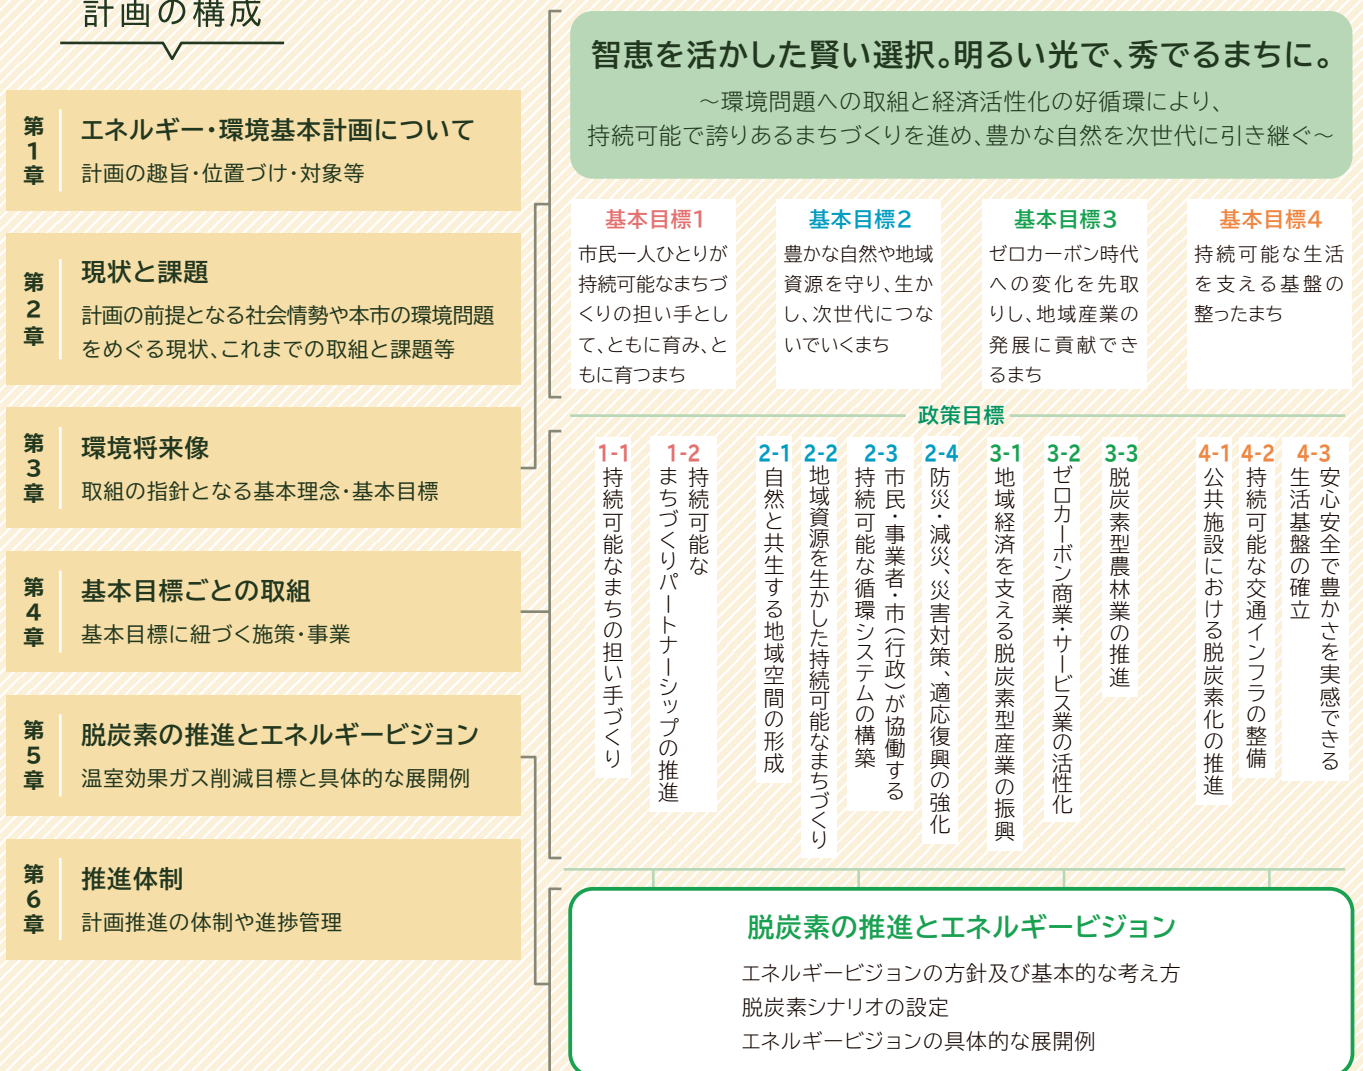 計画の構成
第1章
エネルギー・環境基本計画について
計画の趣旨・位置づけ・対象等
第2章
現状と課題
計画の前提となる社会情勢や本市の環境問題
をめぐる現状、これまでの取組と課題等
第3章
環境将来像
取組の指針となる基本理念・基本目標
第4章
基本目標ごとの取組
基本目標に紐づく施策・事業
第5章
脱炭素の推進とエネルギービジョン
温室効果ガス削減目標と具体的な展開例
第6章
推進体制
計画推進の体制や進捗管理
智恵を活かした賢い選択。明るい光で、秀でるまちに。
～環境問題への取組と経済活性化の好循環により、
持続可能で誇りあるまちづくりを進め、豊かな自然を次世代に引き継ぐ～
基本目標1
市民一人ひとりが
持続可能なまちづ
くりの担い手とし
て、ともに育み、と
もに育つまち
基本目標2
豊かな自然や地域
資源を守り、生か
し、次世代につな
いでいくまち
基本目標3
ゼロカーボン時代
への変化を先取
りし、地域産業の
発展に貢献でき
るまち
基本目標4
持続可能な生活
を支える基盤の
整ったまち
政策目標
1-1
持続可能なまちの担い手づくり
1-2
持続可能な
まちづくりパートナーシップの推進
2-1
自然と共生する地域空間の形成
2-2
地域資源を生かした持続可能なまちづくり
2-3
市民・事業者・市（行政）が協働する
持続可能な循環システムの構築
2-4
防災・減災、災害対策、適応復興の強化
3-1
地域経済を支える脱炭素型産業の振興
3-2
ゼロカーボン商業・サービス業の活性化
3-3
脱炭素型農林業の推進
4-1
公共施設における脱炭素化の推進
4-2
持続可能な交通インフラの整備
4-3
安心安全で豊かさを実感できる
生活基盤の確立
脱炭素の推進とエネルギービジョン
エネルギービジョンの方針及び基本的な考え方
脱炭素シナリオの設定
エネルギービジョンの具体的な展開例